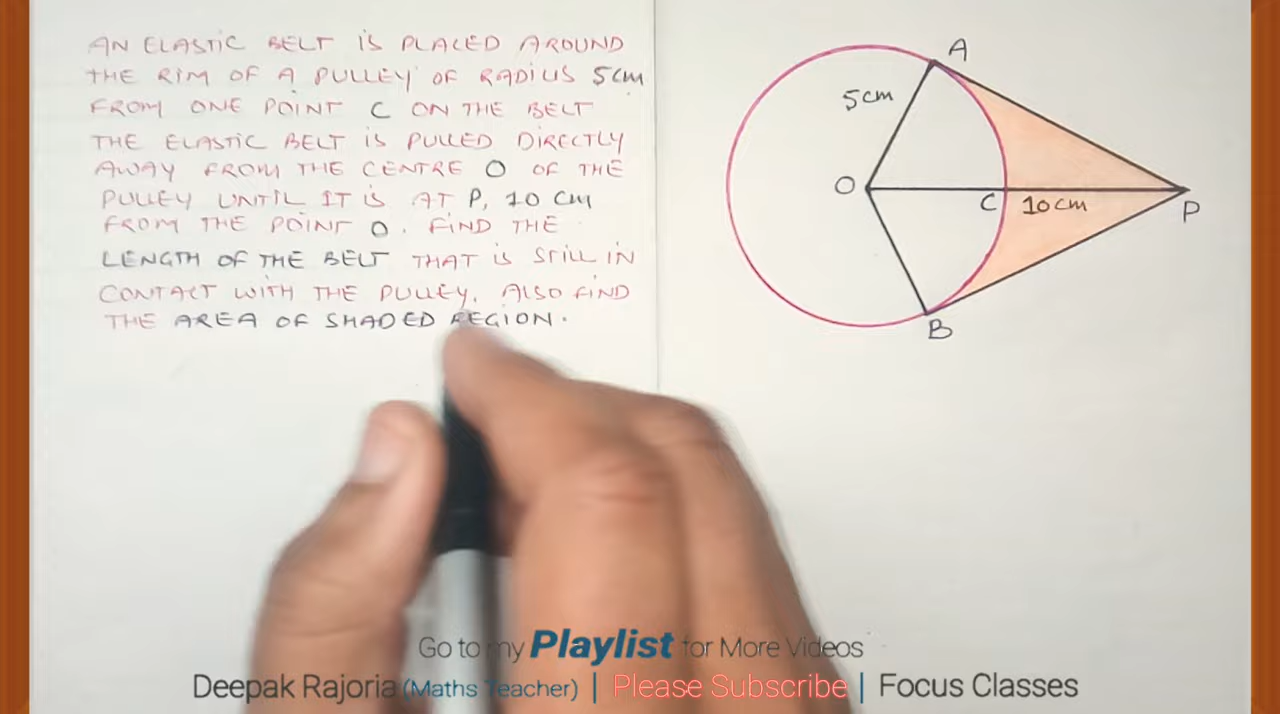 AN ELASTIC BELT IS PLACED AROUND
THE RIM OF A PULLEY OF RADIUS 5cm
FROM ONE POINT C ON THE BELT
THE ELASTIC BELT IS PULLED DIRECTLY
AWAY FROM THE CENTRE O OF THE
PULLEY UNTIL IT IS AT P, 10 CM
FROM THE POINT O. FIND THE
LENGTH OF THE BELT THAT IS STILL IN
CONTACT WITH THE PULLEY. ALSO FIND
THE AREA OF SHADED REGION.
A
5cm
O
C
10cm
P
B
Go to my Playlist for More Videos
Deepak Rajoria (Maths Teacher) | Please Subscribe | Focus Classes